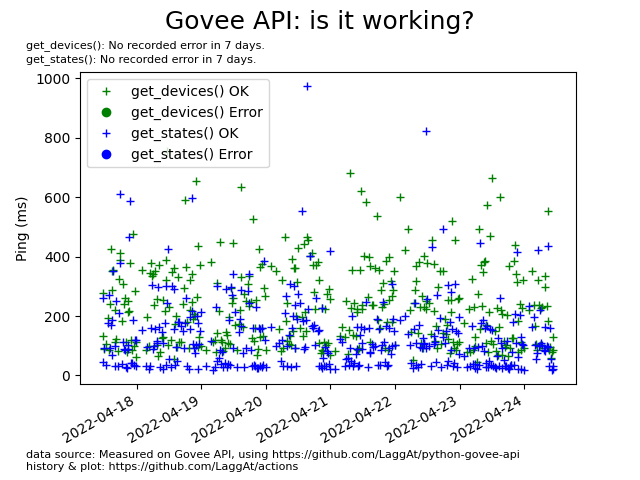 Govee API: is it working?
get_devices(): No recorded error in 7 days.
get_states(): No recorded error in 7 days.
get_devices() OK
get_devices() Error
get_states() OK
get_states() Error
Ping (ms)
1000
800
600
400
200
0
2022-04-18
2022-04-19
2022-04-20
2022-04-21
2022-04-22
2022-04-23
2022-04-24
data source: Measured on Govee API, using https://github.com/LaggAt/python-govee-api
history & plot: https://github.com/LaggAt/actions